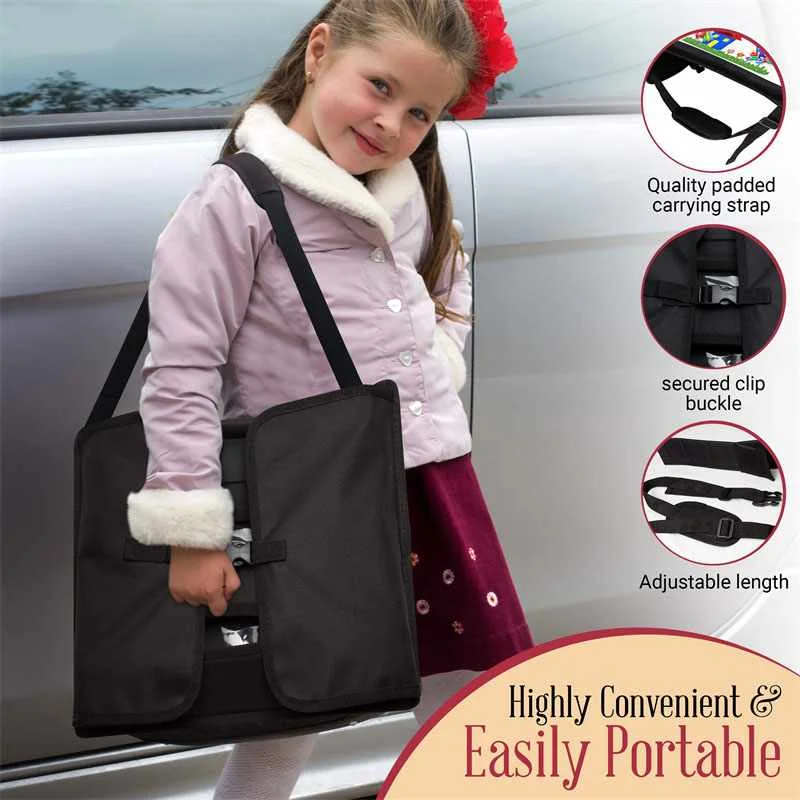 Quality padded
carrying strap
secured clip
buckle
Adjustable length
Highly Convenient &
Easily Portable